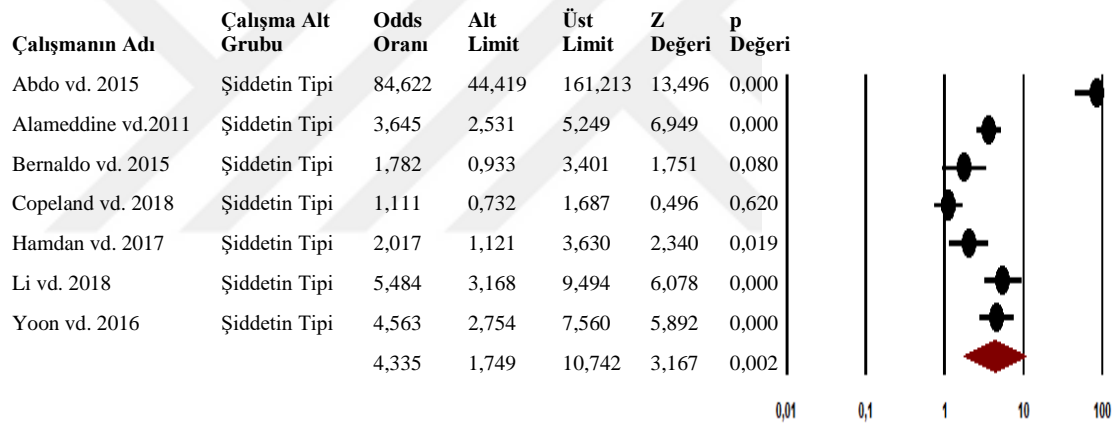 Çalışmanın Adı Çalışma Alt Grubu Odds Oranı Alt Limit Üst Limit Z Değeri p Değeri
Abdo vd. 2015 Şiddetin Tipi 84,622 44,419 161,213 13,496 0,000
Alameddine vd.2011 Şiddetin Tipi 3,645 2,531 5,249 6,949 0,000
Bernaldo vd. 2015 Şiddetin Tipi 1,782 0,933 3,401 1,751 0,080
Copeland vd. 2018 Şiddetin Tipi 1,111 0,732 1,687 0,496 0,620
Hamdan vd. 2017 Şiddetin Tipi 2,017 1,121 3,630 2,340 0,019
Li vd. 2018 Şiddetin Tipi 5,484 3,168 9,494 6,078 0,000
Yoon vd. 2016 Şiddetin Tipi 4,563 2,754 7,560 5,892 0,000
4,335 1,749 10,742 3,167 0,002
0,01 0,1 1 10 100